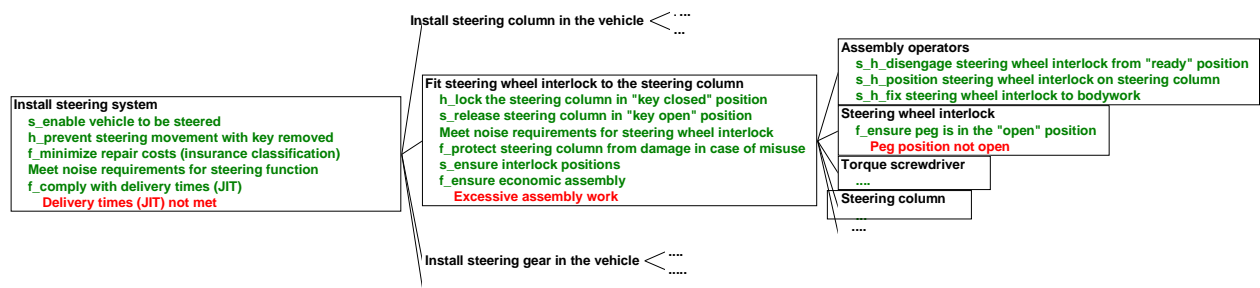 Install steering column in the vehicle
. ...
...
Install steering system
s_enable vehicle to be steered
h_prevent steering movement with key removed
f_minimize repair costs (insurance classification)
Meet noise requirements for steering function
f_comply with delivery times (JIT)
Delivery times (JIT) not met
Fit steering wheel interlock to the steering column
h_lock the steering column in "key closed" position
s_release steering column in "key open" position
Meet noise requirements for steering wheel interlock
f_protect steering column from damage in case of misuse
s_ensure interlock positions
f_ensure economic assembly
Excessive assembly work
Install steering gear in the vehicle
....
.....
Assembly operators
s_h_disengage steering wheel interlock from "ready" position
s_h_position steering wheel interlock on steering column
s_h_fix steering wheel interlock to bodywork
Steering wheel interlock
f_ensure peg is in the "open" position
Peg position not open
Torque screwdriver
....
Steering column
...
....